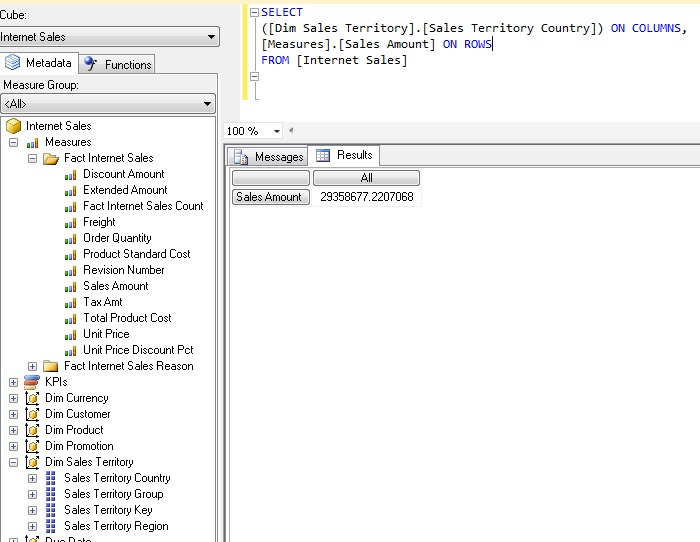 Cube:
Internet Sales
Metadata
Functions
Measure Group:
<All>
Internet Sales
Measures
Fact Internet Sales
Discount Amount
Extended Amount
Fact Internet Sales Count
Freight
Order Quantity
Product Standard Cost
Revision Number
Sales Amount
Tax Amt
Total Product Cost
Unit Price
Unit Price Discount Pct
Fact Internet Sales Reason
KPIs
Dim Currency
Dim Customer
Dim Product
Dim Promotion
Dim Sales Territory
Sales Territory Country
Sales Territory Group
Sales Territory Key
Sales Territory Region
Due Date
SELECT
([Dim Sales Territory].[Sales Territory Country]) ON COLUMNS,
[Measures].[Sales Amount] ON ROWS
FROM [Internet Sales]
100 %
Messages
Results
All
Sales Amount 29358677.2207068